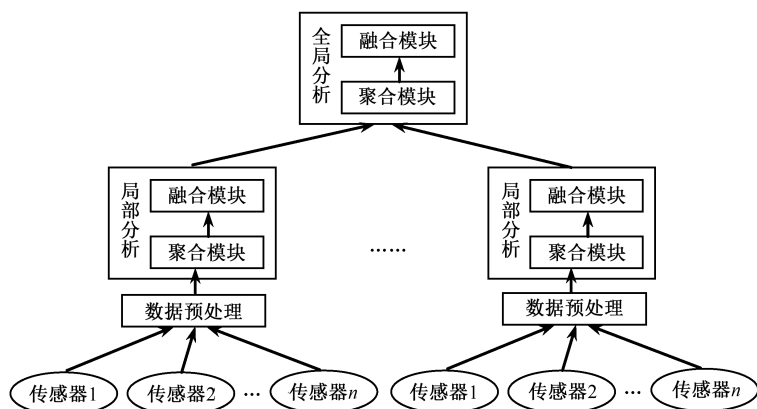 全局分析
融合模块
聚合模块
局部分析
融合模块
聚合模块
……
局部分析
融合模块
聚合模块
数据预处理
数据预处理
传感器1
传感器2
…
传感器n
传感器1
传感器2
…
传感器n